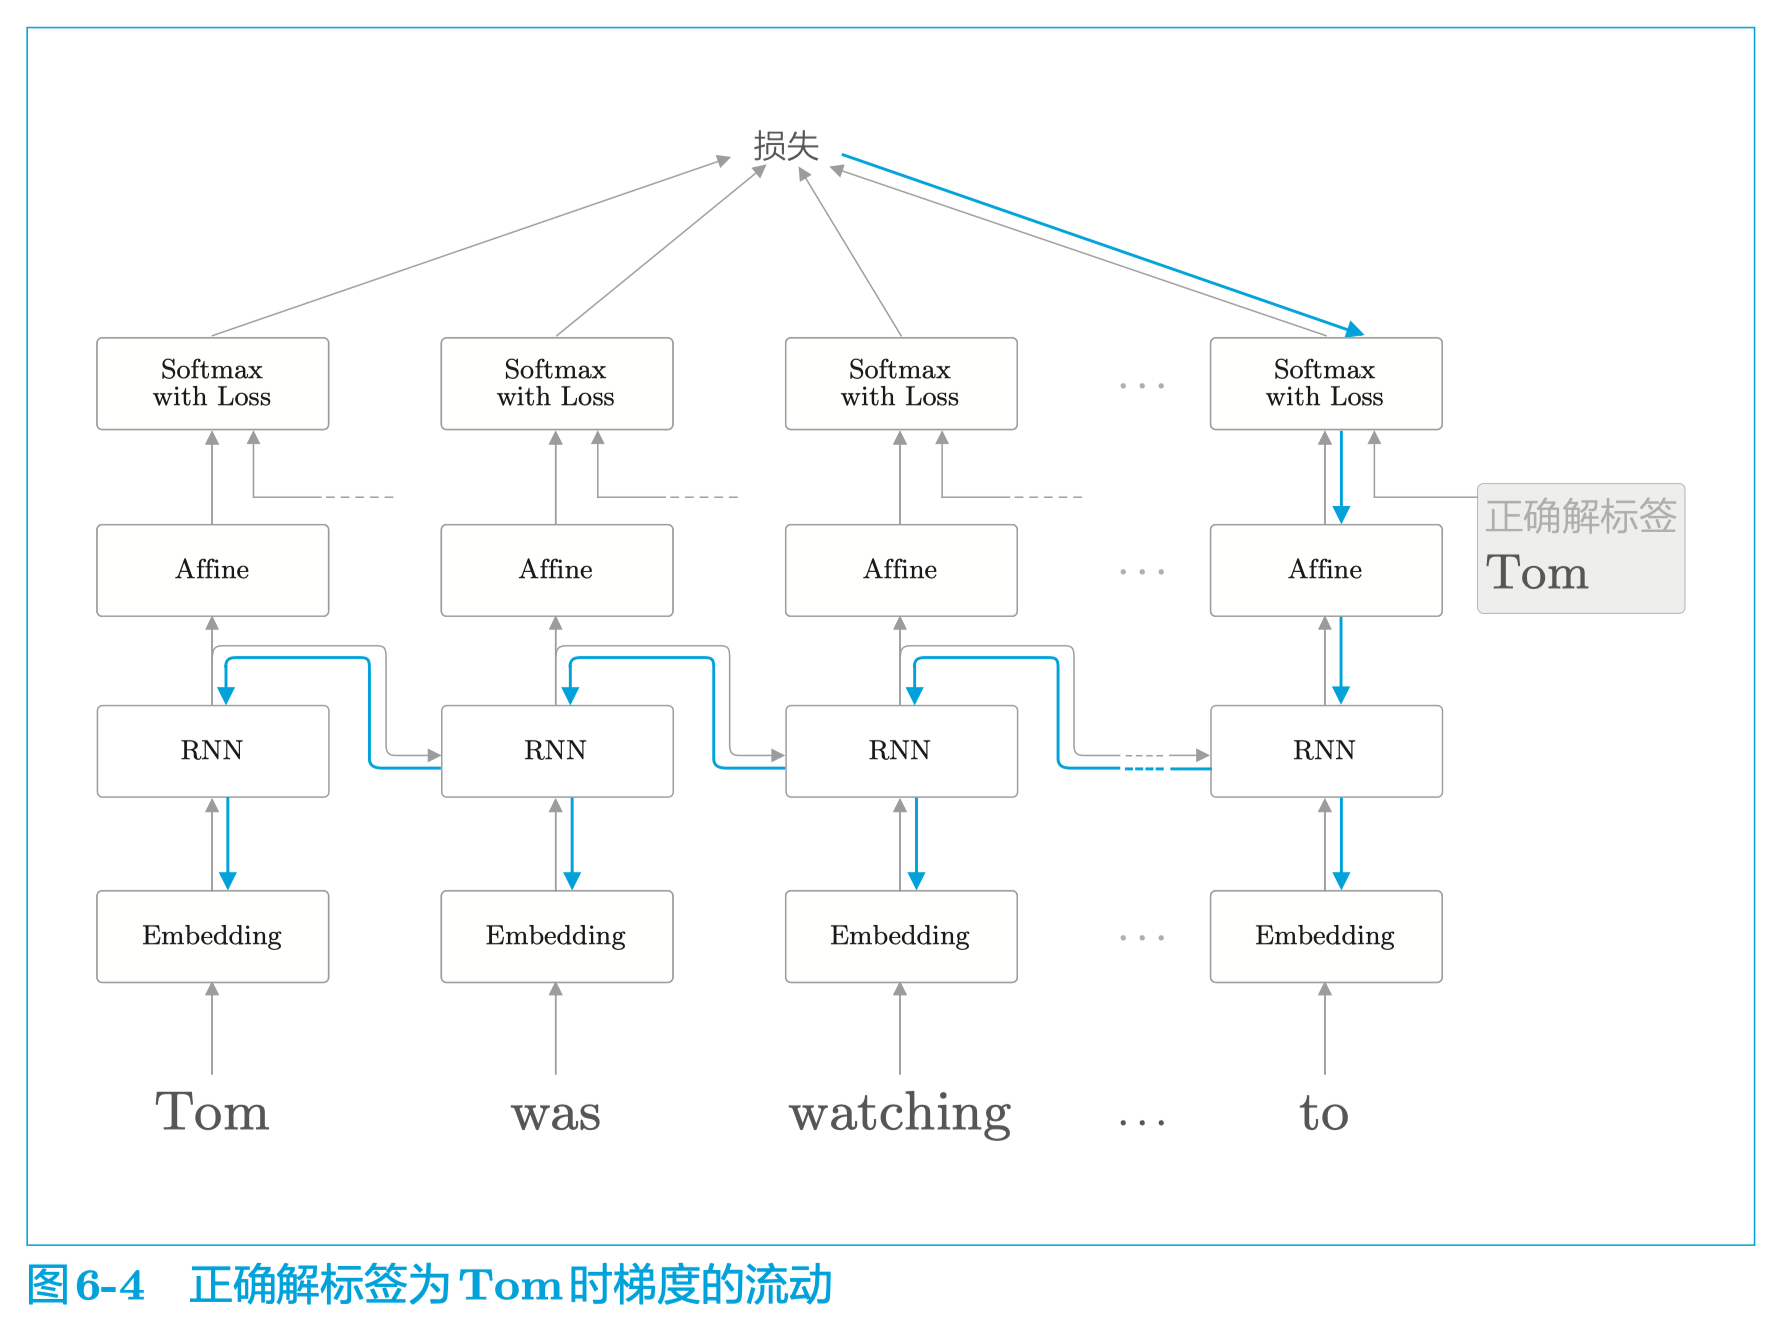 损失
Softmax
with Loss
Softmax
with Loss
Softmax
with Loss
...
Softmax
with Loss
Affine
Affine
Affine
...
Affine
正确解标签
Tom
RNN
RNN
RNN
RNN
Embedding
Embedding
Embedding
...
Embedding
Tom was watching ... to
图6-4 正确解标签为Tom时梯度的流动